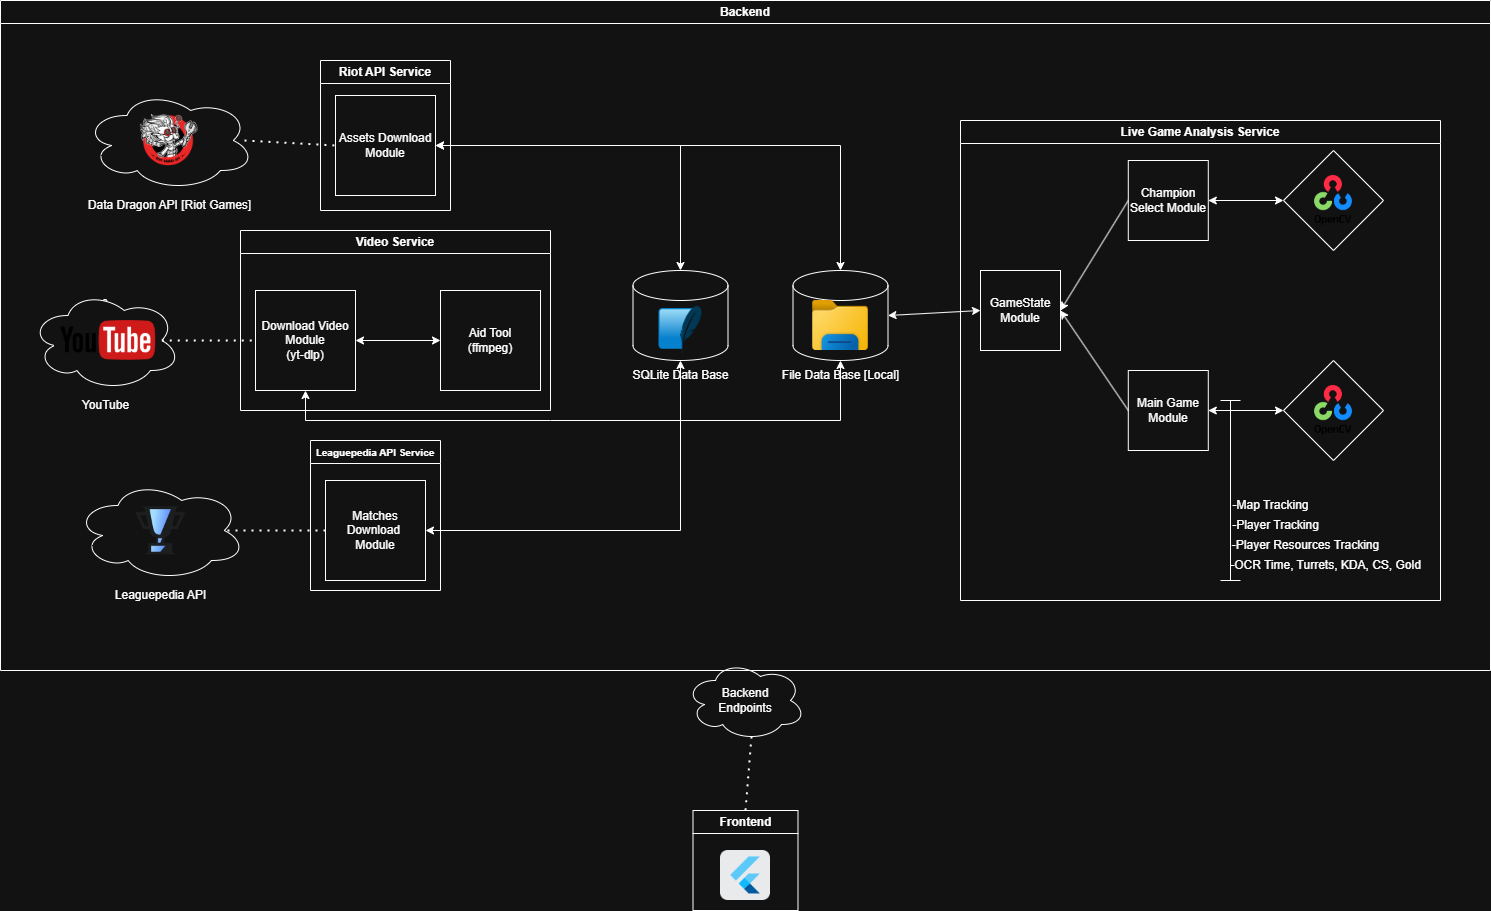 Backend
Riot API Service
Assets Download
Module
Data Dragon API [Riot Games]
Video Service
Download Video
Module
(yt-dlp)
Aid Tool
(ffmpeg)
YouTube
YouTube
Leaguepedia API Service
Matches
Download
Module
Leaguepedia API
SQLite Data Base
File Data Base [Local]
Live Game Analysis Service
Champion
Select Module
OpenCV
GameState
Module
Main Game
Module
OpenCV
-Map Tracking
-Player Tracking
-Player Resources Tracking
-OCR Time, Turrets, KDA, CS, Gold
Backend
Endpoints
Frontend